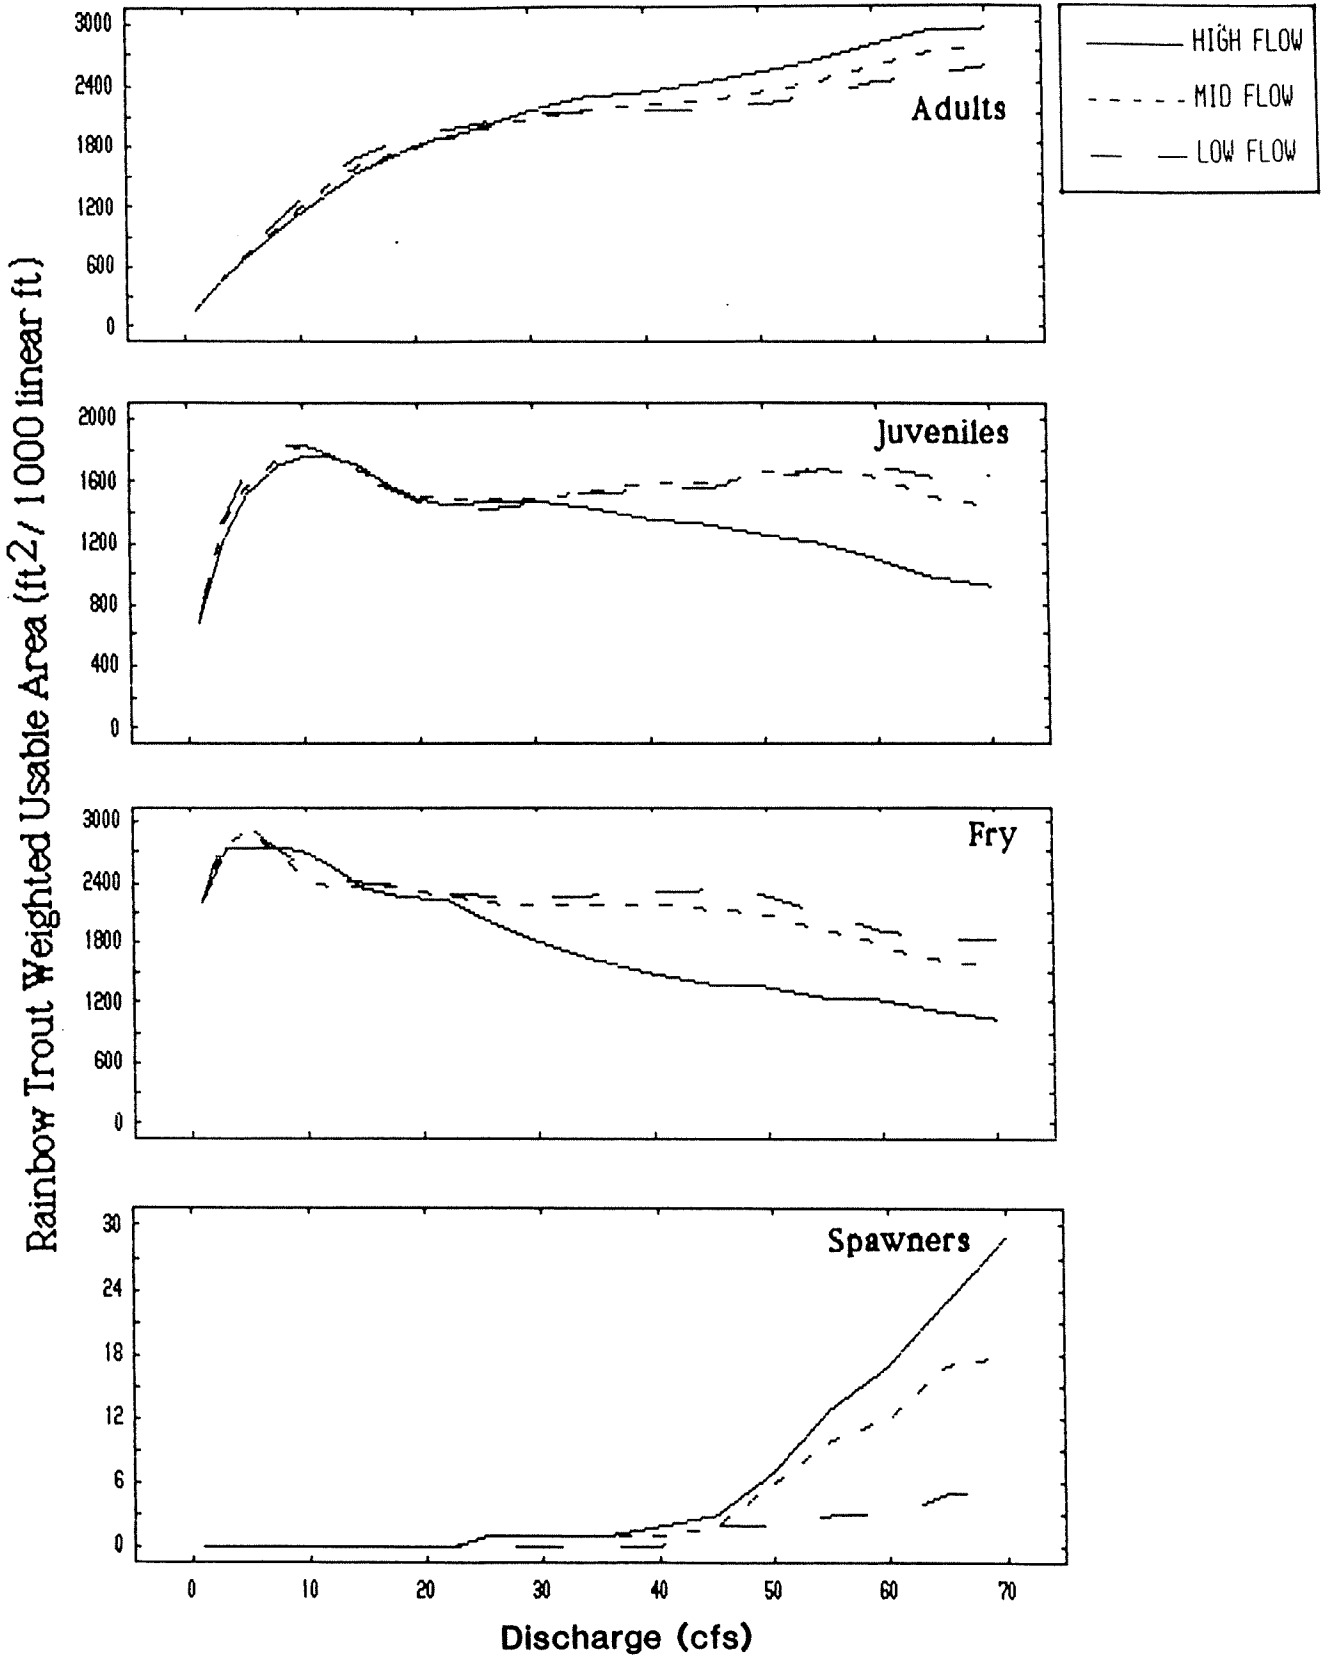 Rainbow Trout Weighted Usable Area (ft2 / 1000 linear ft)
HIGH FLOW
MID FLOW
LOW FLOW
Adults
3000
2400
1800
1200
600
0
Juveniles
2000
1600
1200
800
400
0
Fry
3000
2400
1800
1200
600
0
Spawners
30
24
18
12
6
0
0 10 20 30 40 50 60 70
Discharge (cfs)